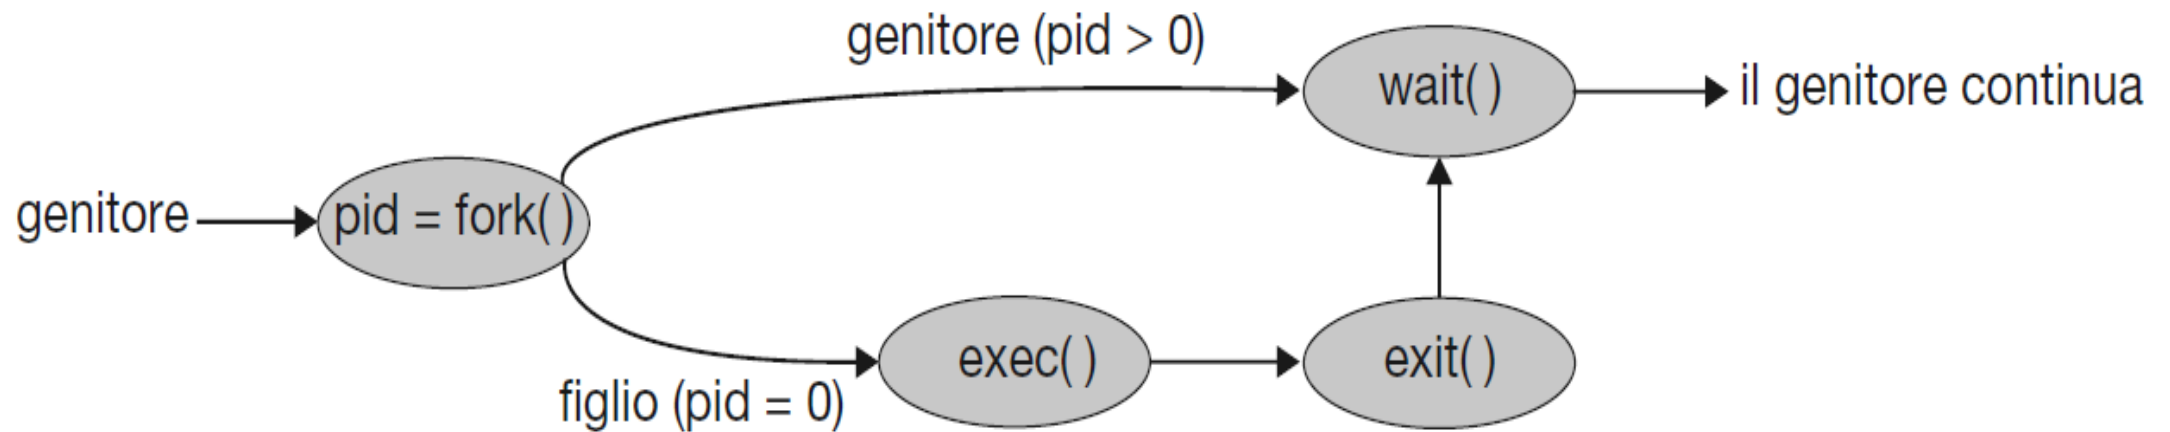 genitore (pid > 0)
wait( )
il genitore continua
genitore
pid = fork( )
exec( )
exit( )
figlio (pid = 0)